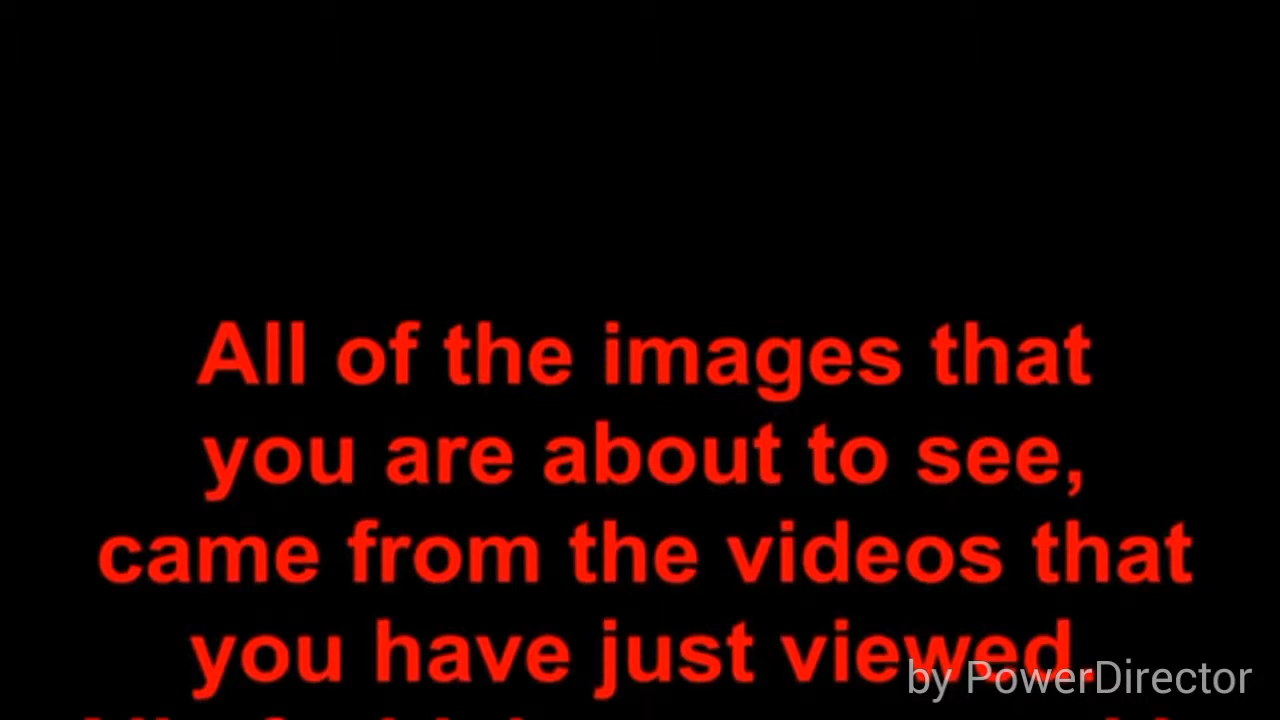 All of the images that
you are about to see,
came from the videos that
you have just viewed.
by PowerDirector